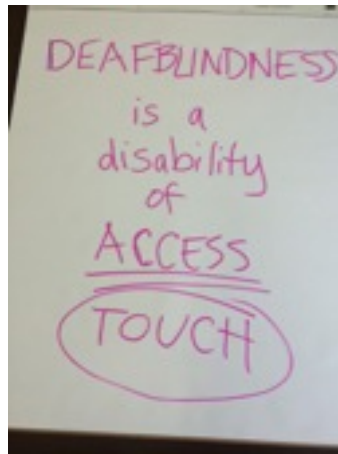 DEAFBLINDNESS
is a
disability
of
ACCESS
TOUCH